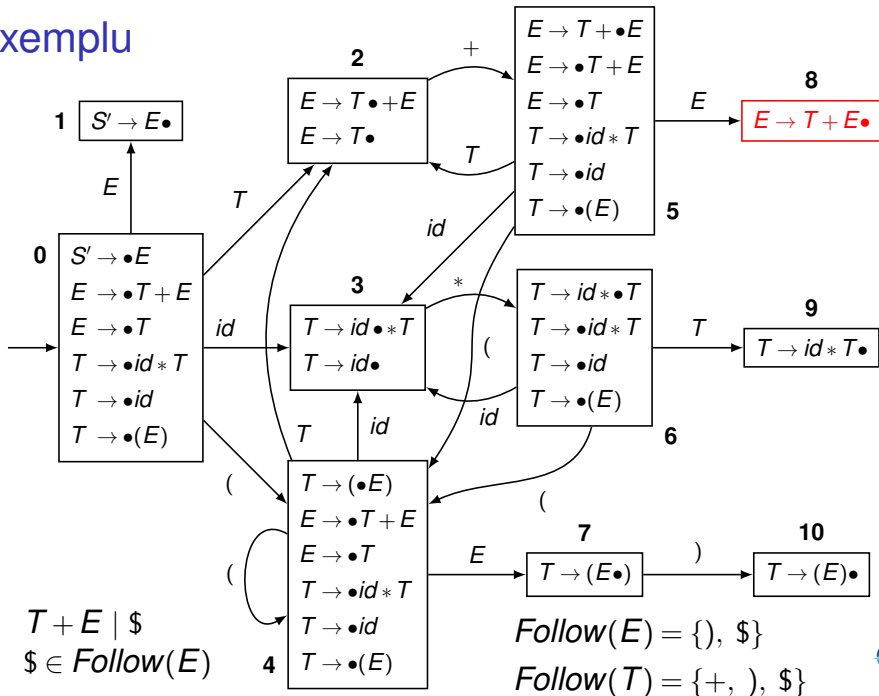 xemplu
1
S′ → E•
E
0
S′ → •E
E → •T + E
E → •T
T → •id * T
T → •id
T → •(E)
T
id
(
2
E → T• + E
E → T•
+
T
3
T → id• * T
T → id•
*
id
id
id
(
T
5
E → T + •E
E → •T + E
E → •T
T → •id * T
T → •id
T → •(E)
E
8
E → T + E•
6
T → id * •T
T → •id * T
T → •id
T → •(E)
T
(
9
T → id * T•
4
T → (•E)
E → •T + E
E → •T
T → •id * T
T → •id
T → •(E)
(
E
7
T → (E•)
)
10
T → (E)•
T + E | $
$ ∈ Follow(E)
Follow(E) = {), $}
Follow(T) = {+, ), $}